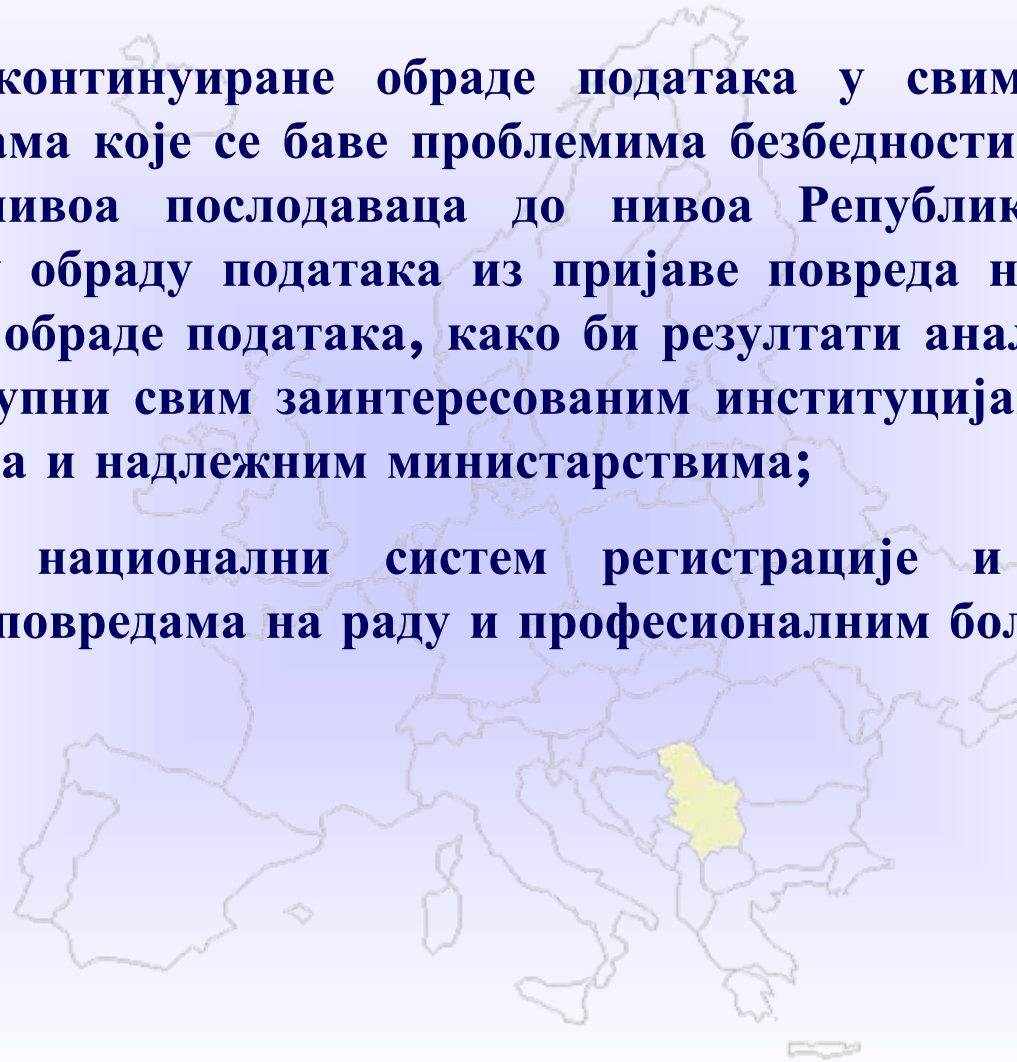 континуиране обраде података у свим
ама које се баве проблемима безбедности
нивоа послодаваца до нивоа Републик
обраду података из пријаве повреда н
обраде података, како би резултати анал
упни свим заинтересованим институција
а и надлежним министарствима;
национални систем регистрације и
повредама на раду и професионалним бол